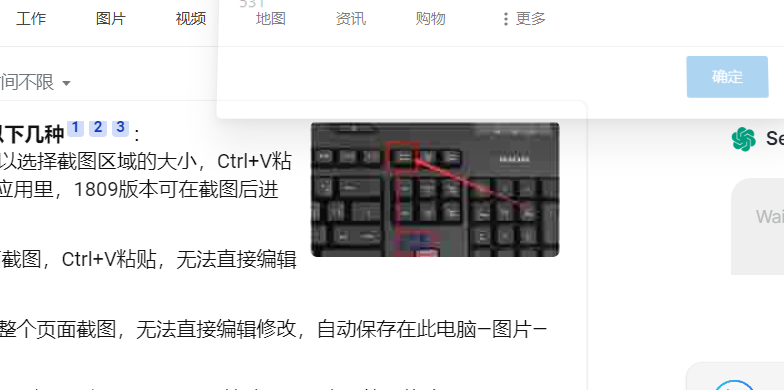 531
工作 图片 视频 地图 资讯 购物 更多
间不限
确定
以下几种 1 2 3 :
以选择截图区域的大小，Ctrl+V粘
应用里，1809版本可在截图后进
截图，Ctrl+V粘贴，无法直接编辑
整个页面截图，无法直接编辑修改，自动保存在此电脑—图片—
Se
Wai